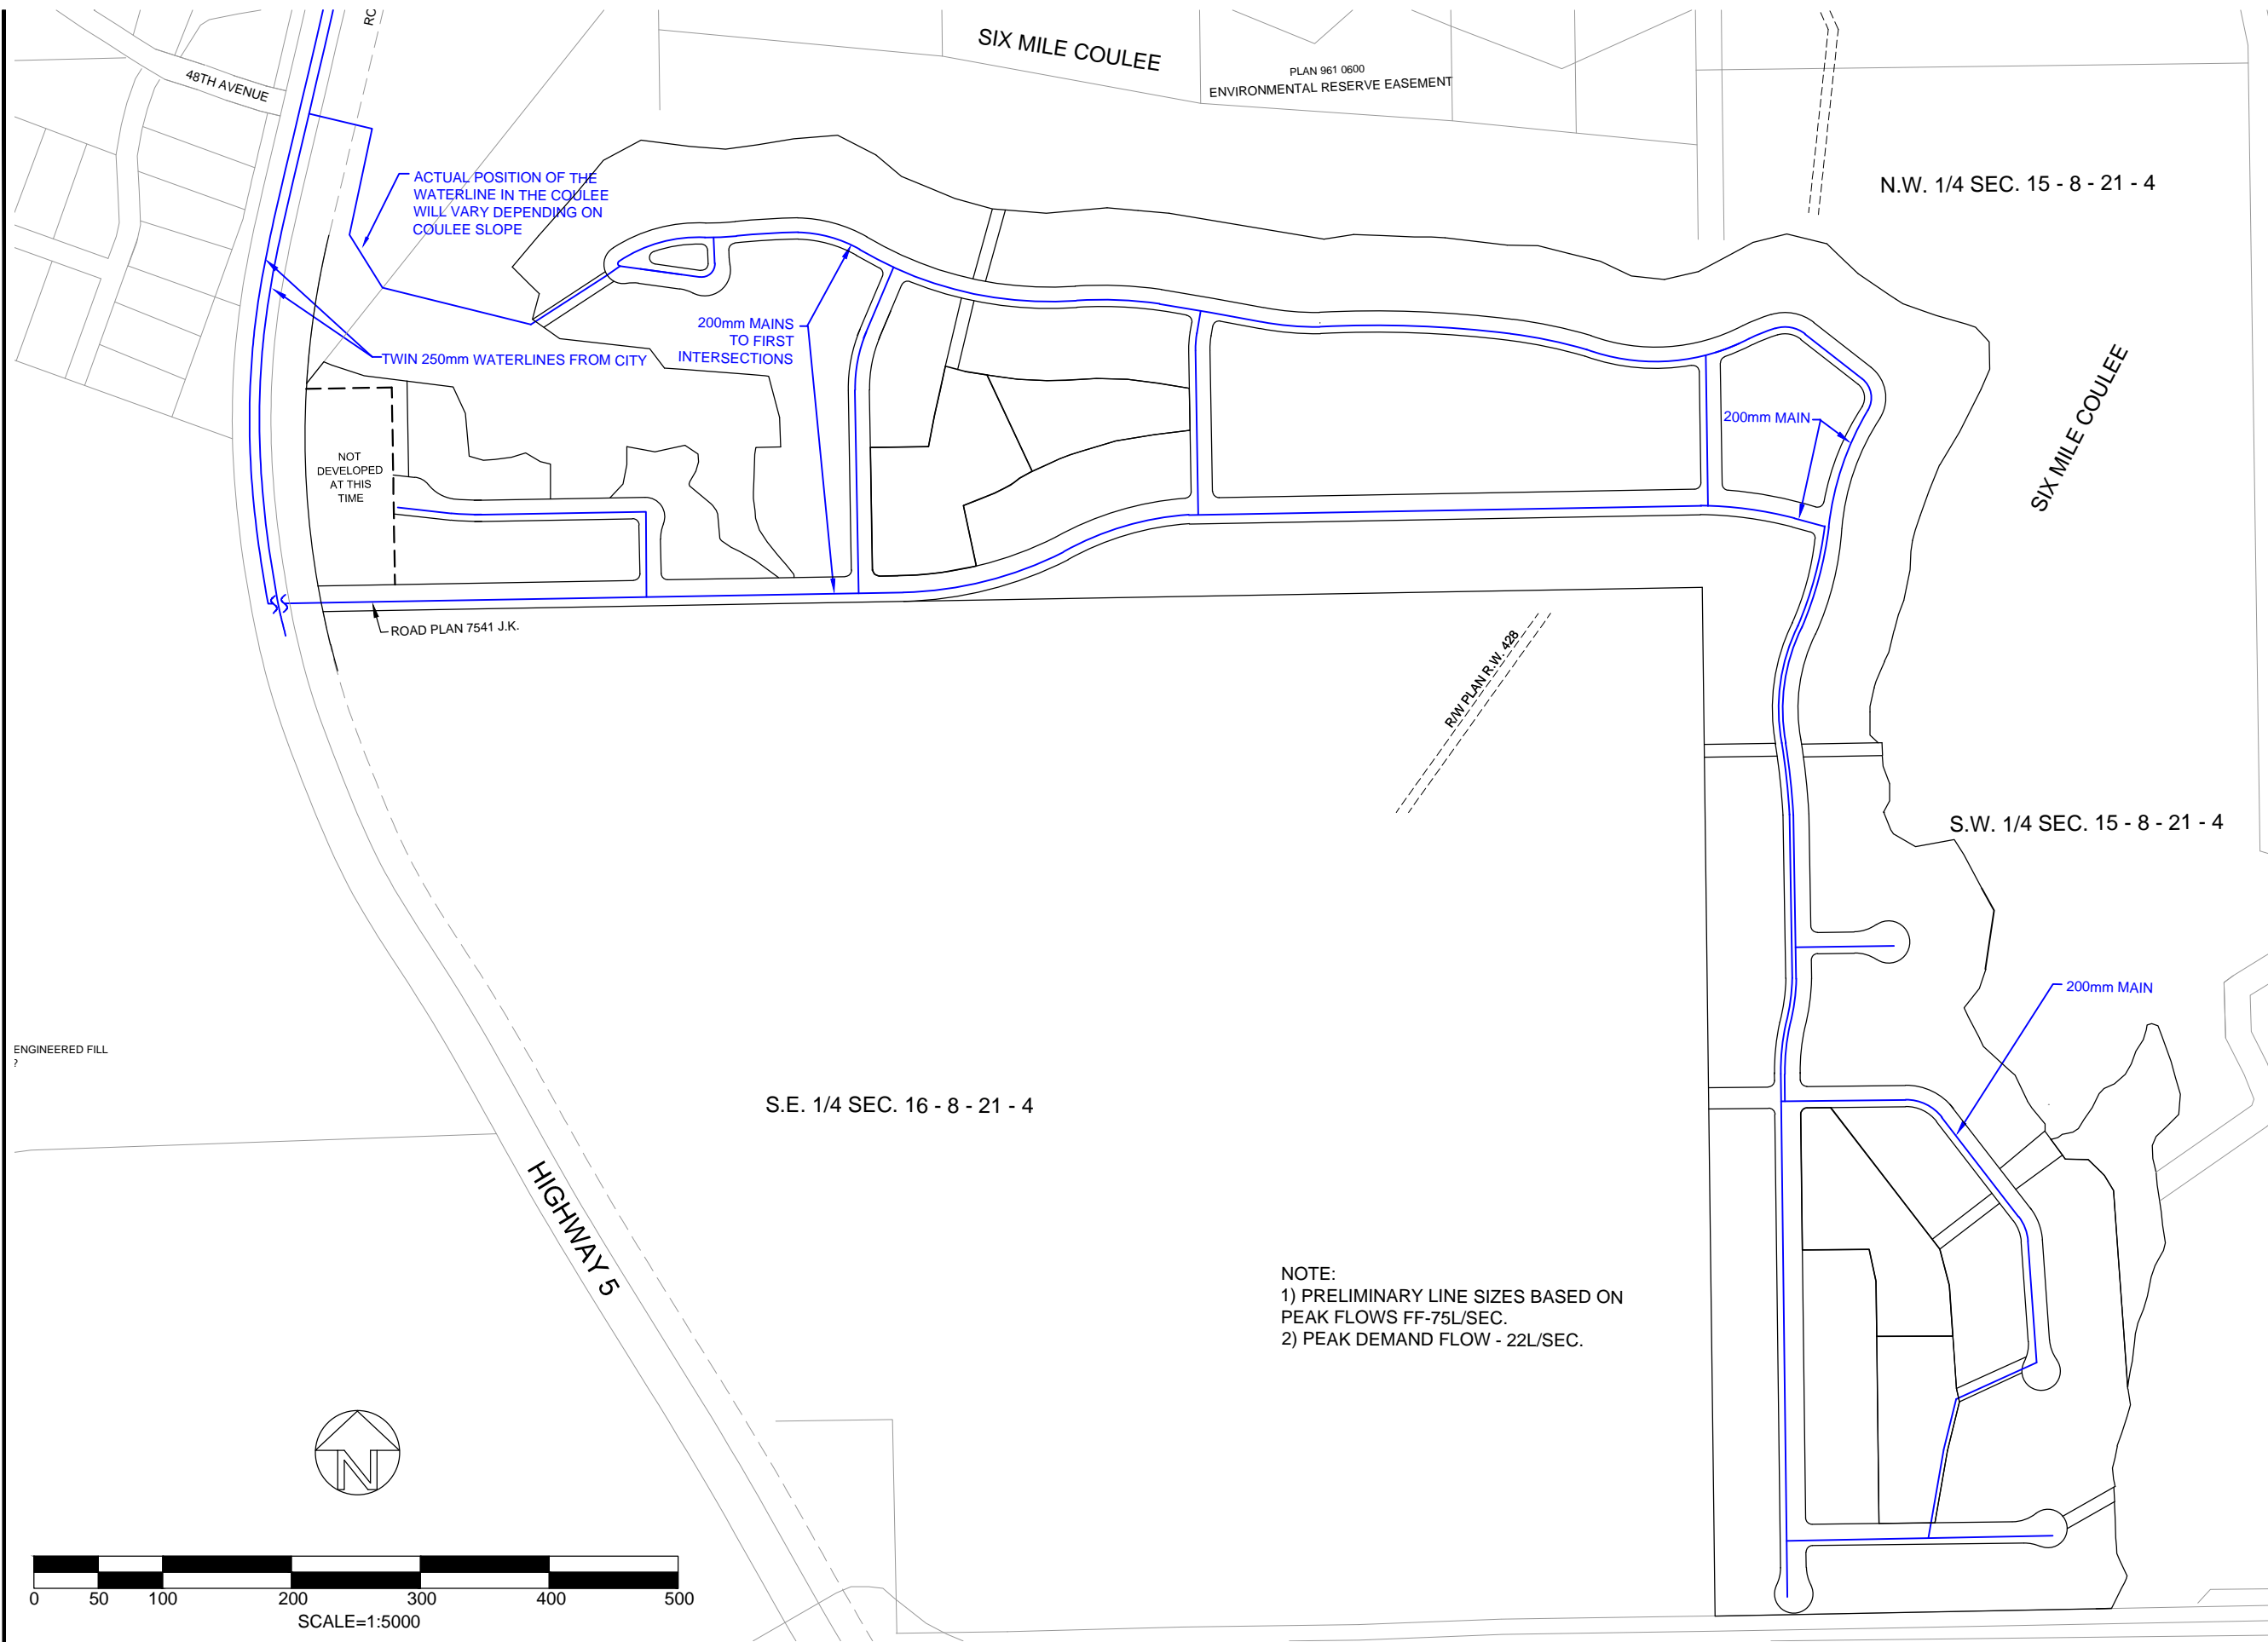 RO
48TH AVENUE
SIX MILE COULEE
PLAN 961 0600
ENVIRONMENTAL RESERVE EASEMENT
N.W. 1/4 SEC. 15 - 8 - 21 - 4
ACTUAL POSITION OF THE
WATERLINE IN THE COULEE
WILL VARY DEPENDING ON
COULEE SLOPE
200mm MAINS
TO FIRST
INTERSECTIONS
TWIN 250mm WATERLINES FROM CITY
SIX MILE COULEE
200mm MAIN
NOT
DEVELOPED
AT THIS
TIME
ROAD PLAN 7541 J.K.
R/W PLAN R.W. 428
S.W. 1/4 SEC. 15 - 8 - 21 - 4
200mm MAIN
ENGINEERED FILL
?
S.E. 1/4 SEC. 16 - 8 - 21 - 4
HIGHWAY 5
NOTE:
1) PRELIMINARY LINE SIZES BASED ON
PEAK FLOWS FF-75L/SEC.
2) PEAK DEMAND FLOW - 22L/SEC.
N
0 50 100 200 300 400 500
SCALE=1:5000